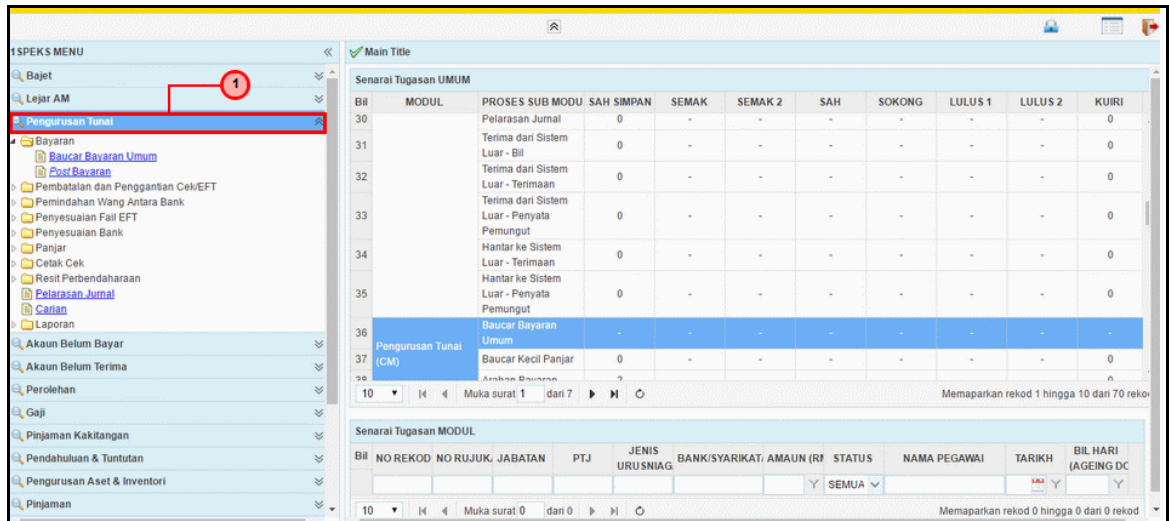 1SPEKS MENU
Main Title
Bajet
1
Lejar AM
Pengurusan Tunai
Bayaran
Baucar Bayaran Umum
Post Bayaran
Pembatalan dan Penggantian Cek/EFT
Pemindahan Wang Antara Bank
Penyesuaian Fail EFT
Penyesuaian Bank
Panjar
Cetak Cek
Resit Perbendaharaan
Pelarasan Jurnal
Carian
Laporan
Akaun Belum Bayar
Akaun Belum Terima
Perolehan
Gaji
Pinjaman Kakitangan
Pendahuluan & Tuntutan
Pengurusan Aset & Inventori
Pinjaman
Senarai Tugasan UMUM
Bil MODUL PROSES SUB MODU SAH SIMPAN SEMAK SEMAK 2 SAH SOKONG LULUS 1 LULUS 2 KUIRI
30 Pelarasan Jurnal 0 - - - - - - 0
31 Terima dari Sistem
Luar - Bil 0 - - - - - - 0
32 Terima dari Sistem
Luar - Terimaan 0 - - - - - - 0
33 Terima dari Sistem
Luar - Penyata
Pemungut 0 - - - - - - 0
34 Hantar ke Sistem
Luar - Terimaan 0 - - - - - - 0
35 Hantar ke Sistem
Luar - Penyata
Pemungut 0 - - - - - - 0
36 Pengurusan Tunai
(CM) Baucar Bayaran
Umum - - - - - - - -
37 Baucar Kecil Panjar 0 - - - - - - 0
10 Muka surat 1 dari 7 Memaparkan rekod 1 hingga 10 dari 70 reko
Senarai Tugasan MODUL
Bil NO REKOD NO RUJUK JABATAN PTJ JENIS
URUSNIAG BANK/SYARIKAT AMAUN (R STATUS NAMA PEGAWAI TARIKH BIL HARI
(AGEING DO
SEMUA
10 Muka surat 0 dari 0 Memaparkan rekod 0 hingga 0 dari 0 rekod